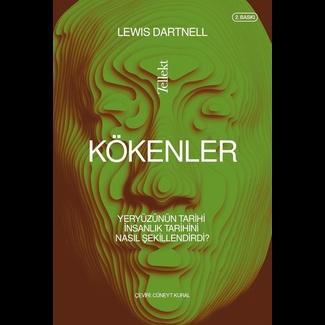 LEWIS DARTNELL
2. BASKI
Tellekt
KÖKENLER
YERYÜZÜNÜN TARİHİ
İNSANLIK TARİHİNİ
NASIL ŞEKİLLENDİRDİ?
ÇEVİRİ: CÜNEYT KURAL